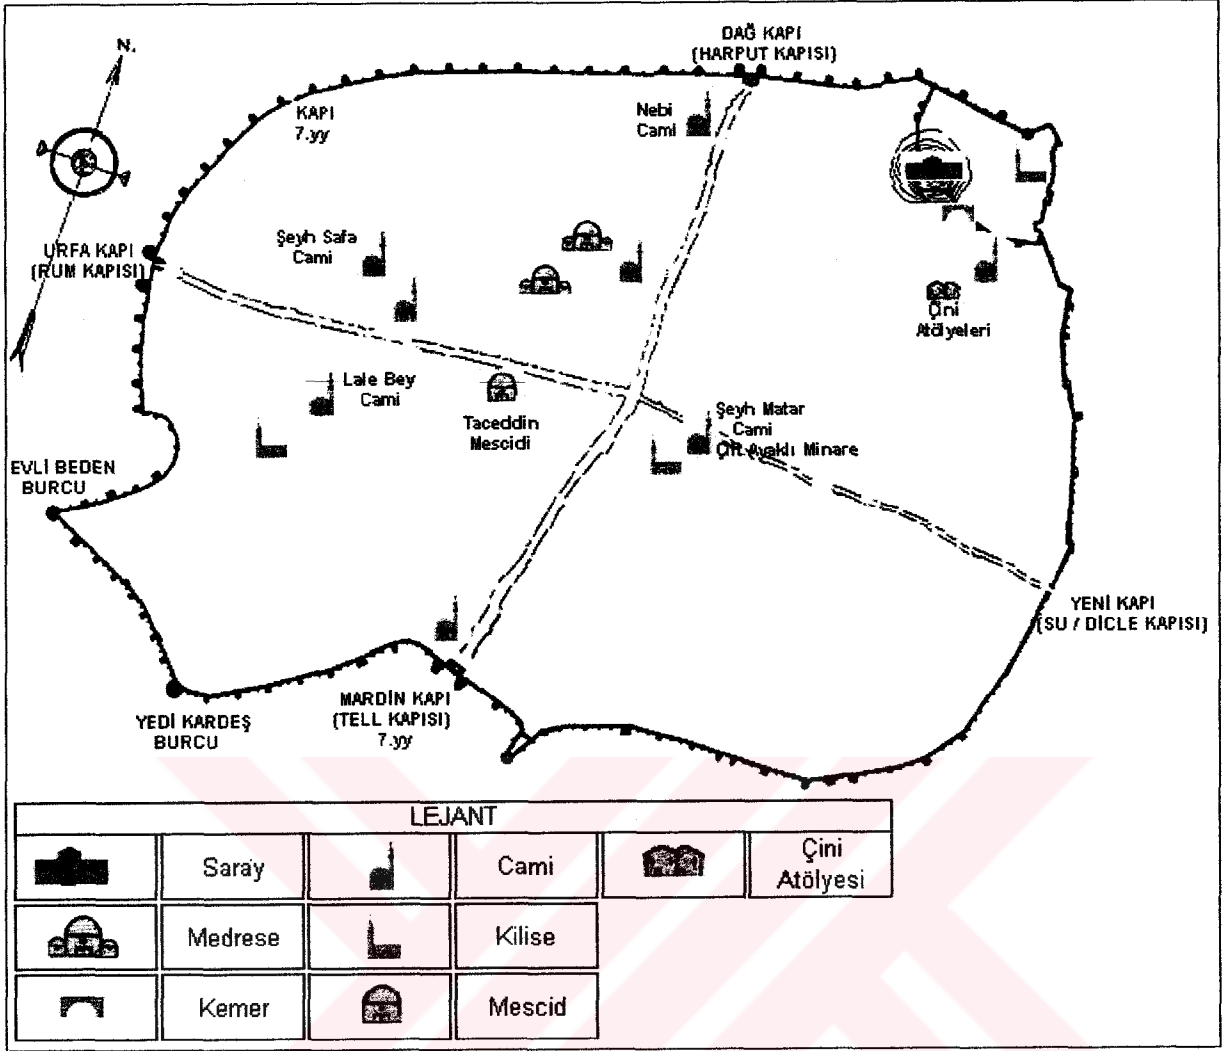 DAĞ KAPI
(HARPUT KAPISI)
N.
KAPI
7.yy
Nebi
Cami
URFA KAPI
(RUM KAPISI)
Şeyh Safa
Cami
Çini
Atölyeleri
Lale Bey
Cami
Taceddin
Mescidi
Şeyh Matar
Cami
Çift Ayaklı Minare
EVLİ BEDEN
BURCU
YENİ KAPI
(SU / DİCLE KAPISI)
MARDİN KAPI
(TELL KAPISI)
7.yy
YEDİ KARDEŞ
BURCU
LEJANT
Saray
Cami
Çini
Atölyesi
Medrese
Kilise
Kemer
Mescid